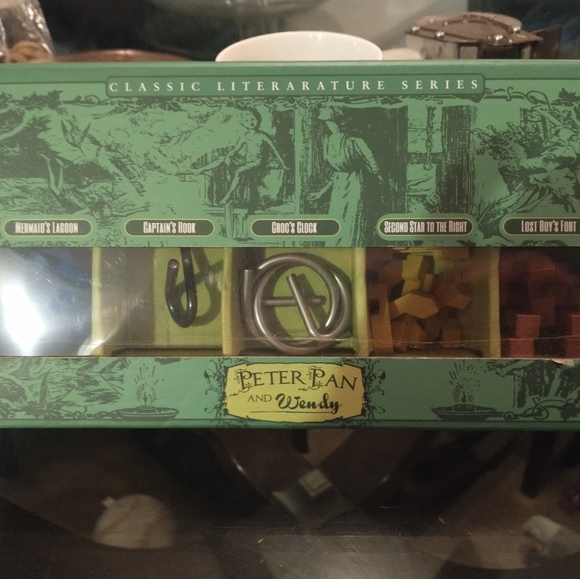 CLASSIC LITERARATURE SERIES
MERMAID'S LAGOON
CAPTAIN'S HOOK
CROC'S CLOCK
SECOND STAR TO THE RIGHT
LOST BOY'S FORT
PETER PAN
AND Wendy